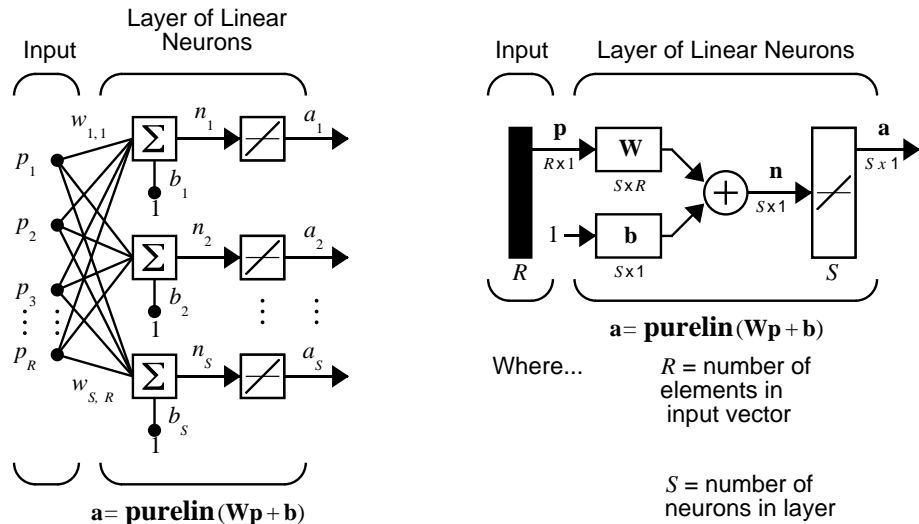 Input
Layer of Linear
Neurons
w1,1
p1
p2
p3
pR
wS, R
Σ
n1
a1
b1
1
Σ
n2
a2
b2
1
Σ
nS
aS
bS
1
a= purelin (Wp + b)
Input
Layer of Linear Neurons
p
R x 1
W
S x R
1
b
S x 1
+
n
S x 1
a
S x 1
R
S
a= purelin (Wp + b)
Where...
R = number of
elements in
input vector
S = number of
neurons in layer